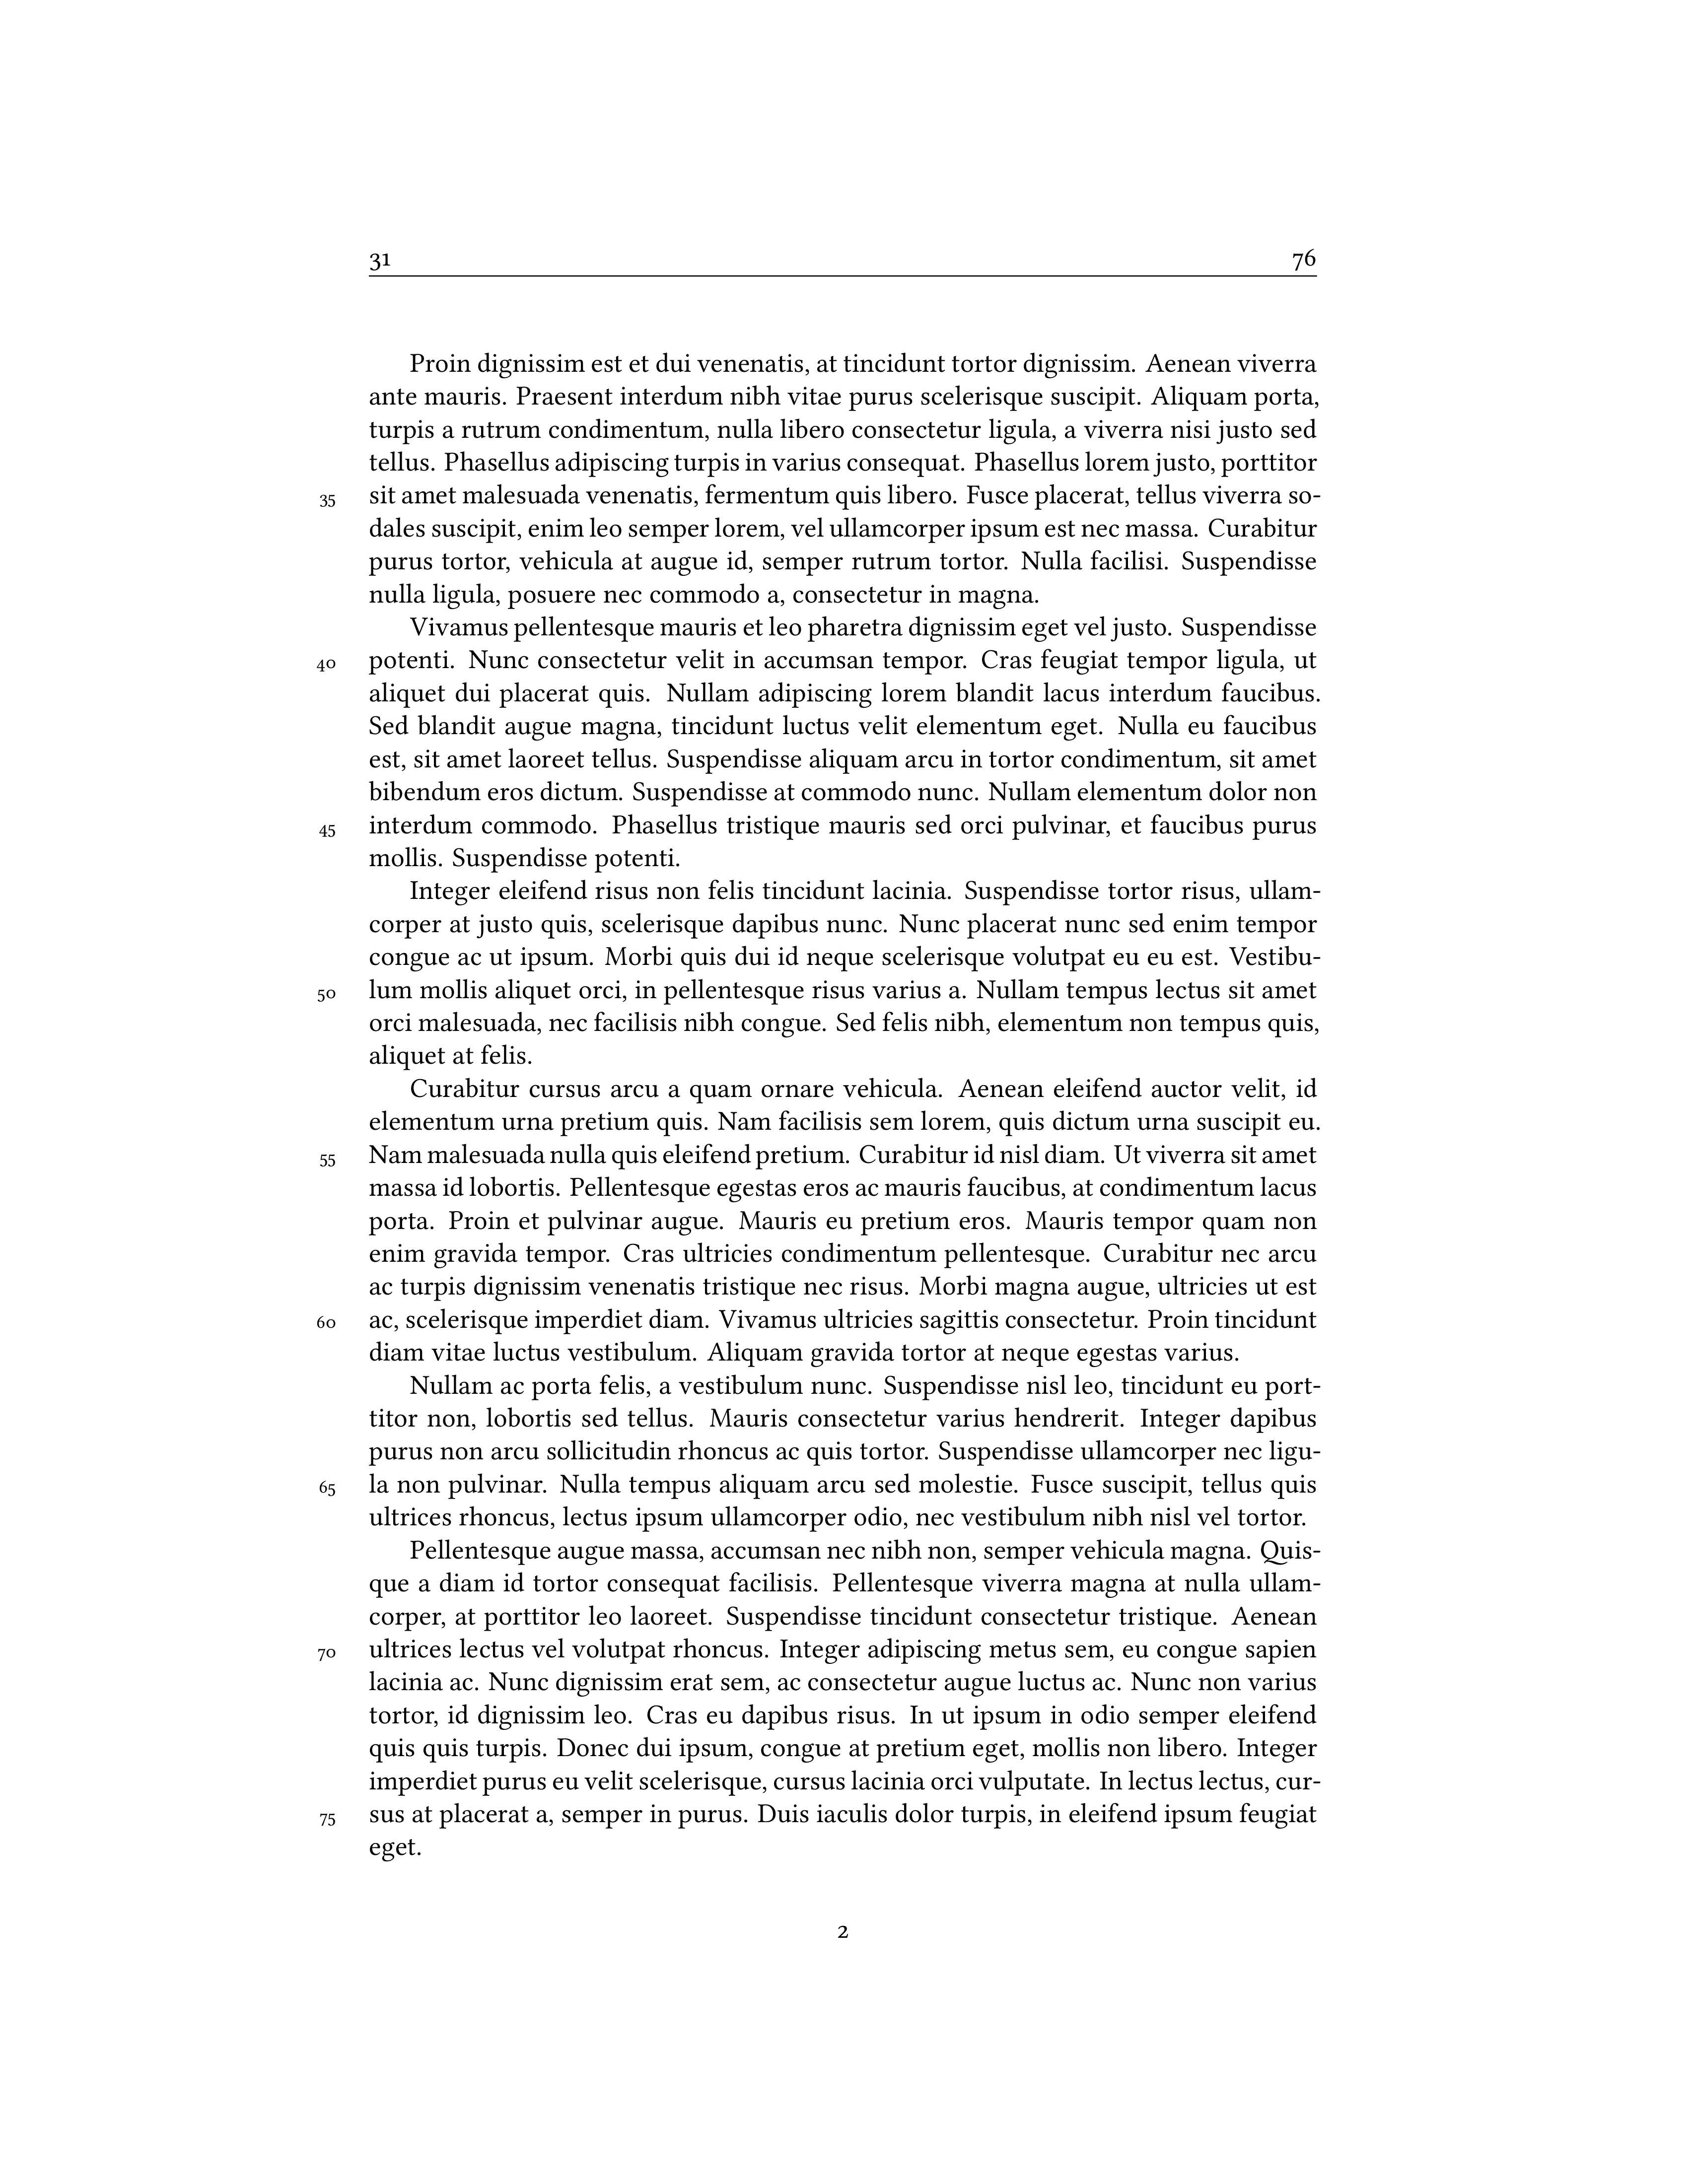 31 76
Proin dignissim est et dui venenatis, at tincidunt tortor dignissim. Aenean viverra
ante mauris. Praesent interdum nibh vitae purus scelerisque suscipit. Aliquam porta,
turpis a rutrum condimentum, nulla libero consectetur ligula, a viverra nisi justo sed
tellus. Phasellus adipiscing turpis in varius consequat. Phasellus lorem justo, porttitor
35 sit amet malesuada venenatis, fermentum quis libero. Fusce placerat, tellus viverra so-
dales suscipit, enim leo semper lorem, vel ullamcorper ipsum est nec massa. Curabitur
purus tortor, vehicula at augue id, semper rutrum tortor. Nulla facilisi. Suspendisse
nulla ligula, posuere nec commodo a, consectetur in magna.
Vivamus pellentesque mauris et leo pharetra dignissim eget vel justo. Suspendisse
40 potenti. Nunc consectetur velit in accumsan tempor. Cras feugiat tempor ligula, ut
aliquet dui placerat quis. Nullam adipiscing lorem blandit lacus interdum faucibus.
Sed blandit augue magna, tincidunt luctus velit elementum eget. Nulla eu faucibus
est, sit amet laoreet tellus. Suspendisse aliquam arcu in tortor condimentum, sit amet
bibendum eros dictum. Suspendisse at commodo nunc. Nullam elementum dolor non
45 interdum commodo. Phasellus tristique mauris sed orci pulvinar, et faucibus purus
mollis. Suspendisse potenti.
Integer eleifend risus non felis tincidunt lacinia. Suspendisse tortor risus, ullam-
corper at justo quis, scelerisque dapibus nunc. Nunc placerat nunc sed enim tempor
congue ac ut ipsum. Morbi quis dui id neque scelerisque volutpat eu eu est. Vestibu-
50 lum mollis aliquet orci, in pellentesque risus varius a. Nullam tempus lectus sit amet
orci malesuada, nec facilisis nibh congue. Sed felis nibh, elementum non tempus quis,
aliquet at felis.
Curabitur cursus arcu a quam ornare vehicula. Aenean eleifend auctor velit, id
elementum urna pretium quis. Nam facilisis sem lorem, quis dictum urna suscipit eu.
55 Nam malesuada nulla quis eleifend pretium. Curabitur id nisl diam. Ut viverra sit amet
massa id lobortis. Pellentesque egestas eros ac mauris faucibus, at condimentum lacus
porta. Proin et pulvinar augue. Mauris eu pretium eros. Mauris tempor quam non
enim gravida tempor. Cras ultricies condimentum pellentesque. Curabitur nec arcu
ac turpis dignissim venenatis tristique nec risus. Morbi magna augue, ultricies ut est
60 ac, scelerisque imperdiet diam. Vivamus ultricies sagittis consectetur. Proin tincidunt
diam vitae luctus vestibulum. Aliquam gravida tortor at neque egestas varius.
Nullam ac porta felis, a vestibulum nunc. Suspendisse nisl leo, tincidunt eu port-
titor non, lobortis sed tellus. Mauris consectetur varius hendrerit. Integer dapibus
purus non arcu sollicitudin rhoncus ac quis tortor. Suspendisse ullamcorper nec ligu-
65 la non pulvinar. Nulla tempus aliquam arcu sed molestie. Fusce suscipit, tellus quis
ultrices rhoncus, lectus ipsum ullamcorper odio, nec vestibulum nibh nisl vel tortor.
Pellentesque augue massa, accumsan nec nibh non, semper vehicula magna. Quis-
que a diam id tortor consequat facilisis. Pellentesque viverra magna at nulla ullam-
corper, at porttitor leo laoreet. Suspendisse tincidunt consectetur tristique. Aenean
70 ultrices lectus vel volutpat rhoncus. Integer adipiscing metus sem, eu congue sapien
lacinia ac. Nunc dignissim erat sem, ac consectetur augue luctus ac. Nunc non varius
tortor, id dignissim leo. Cras eu dapibus risus. In ut ipsum in odio semper eleifend
quis quis turpis. Donec dui ipsum, congue at pretium eget, mollis non libero. Integer
imperdiet purus eu velit scelerisque, cursus lacinia orci vulputate. In lectus lectus, cur-
75 sus at placerat a, semper in purus. Duis iaculis dolor turpis, in eleifend ipsum feugiat
eget.
2